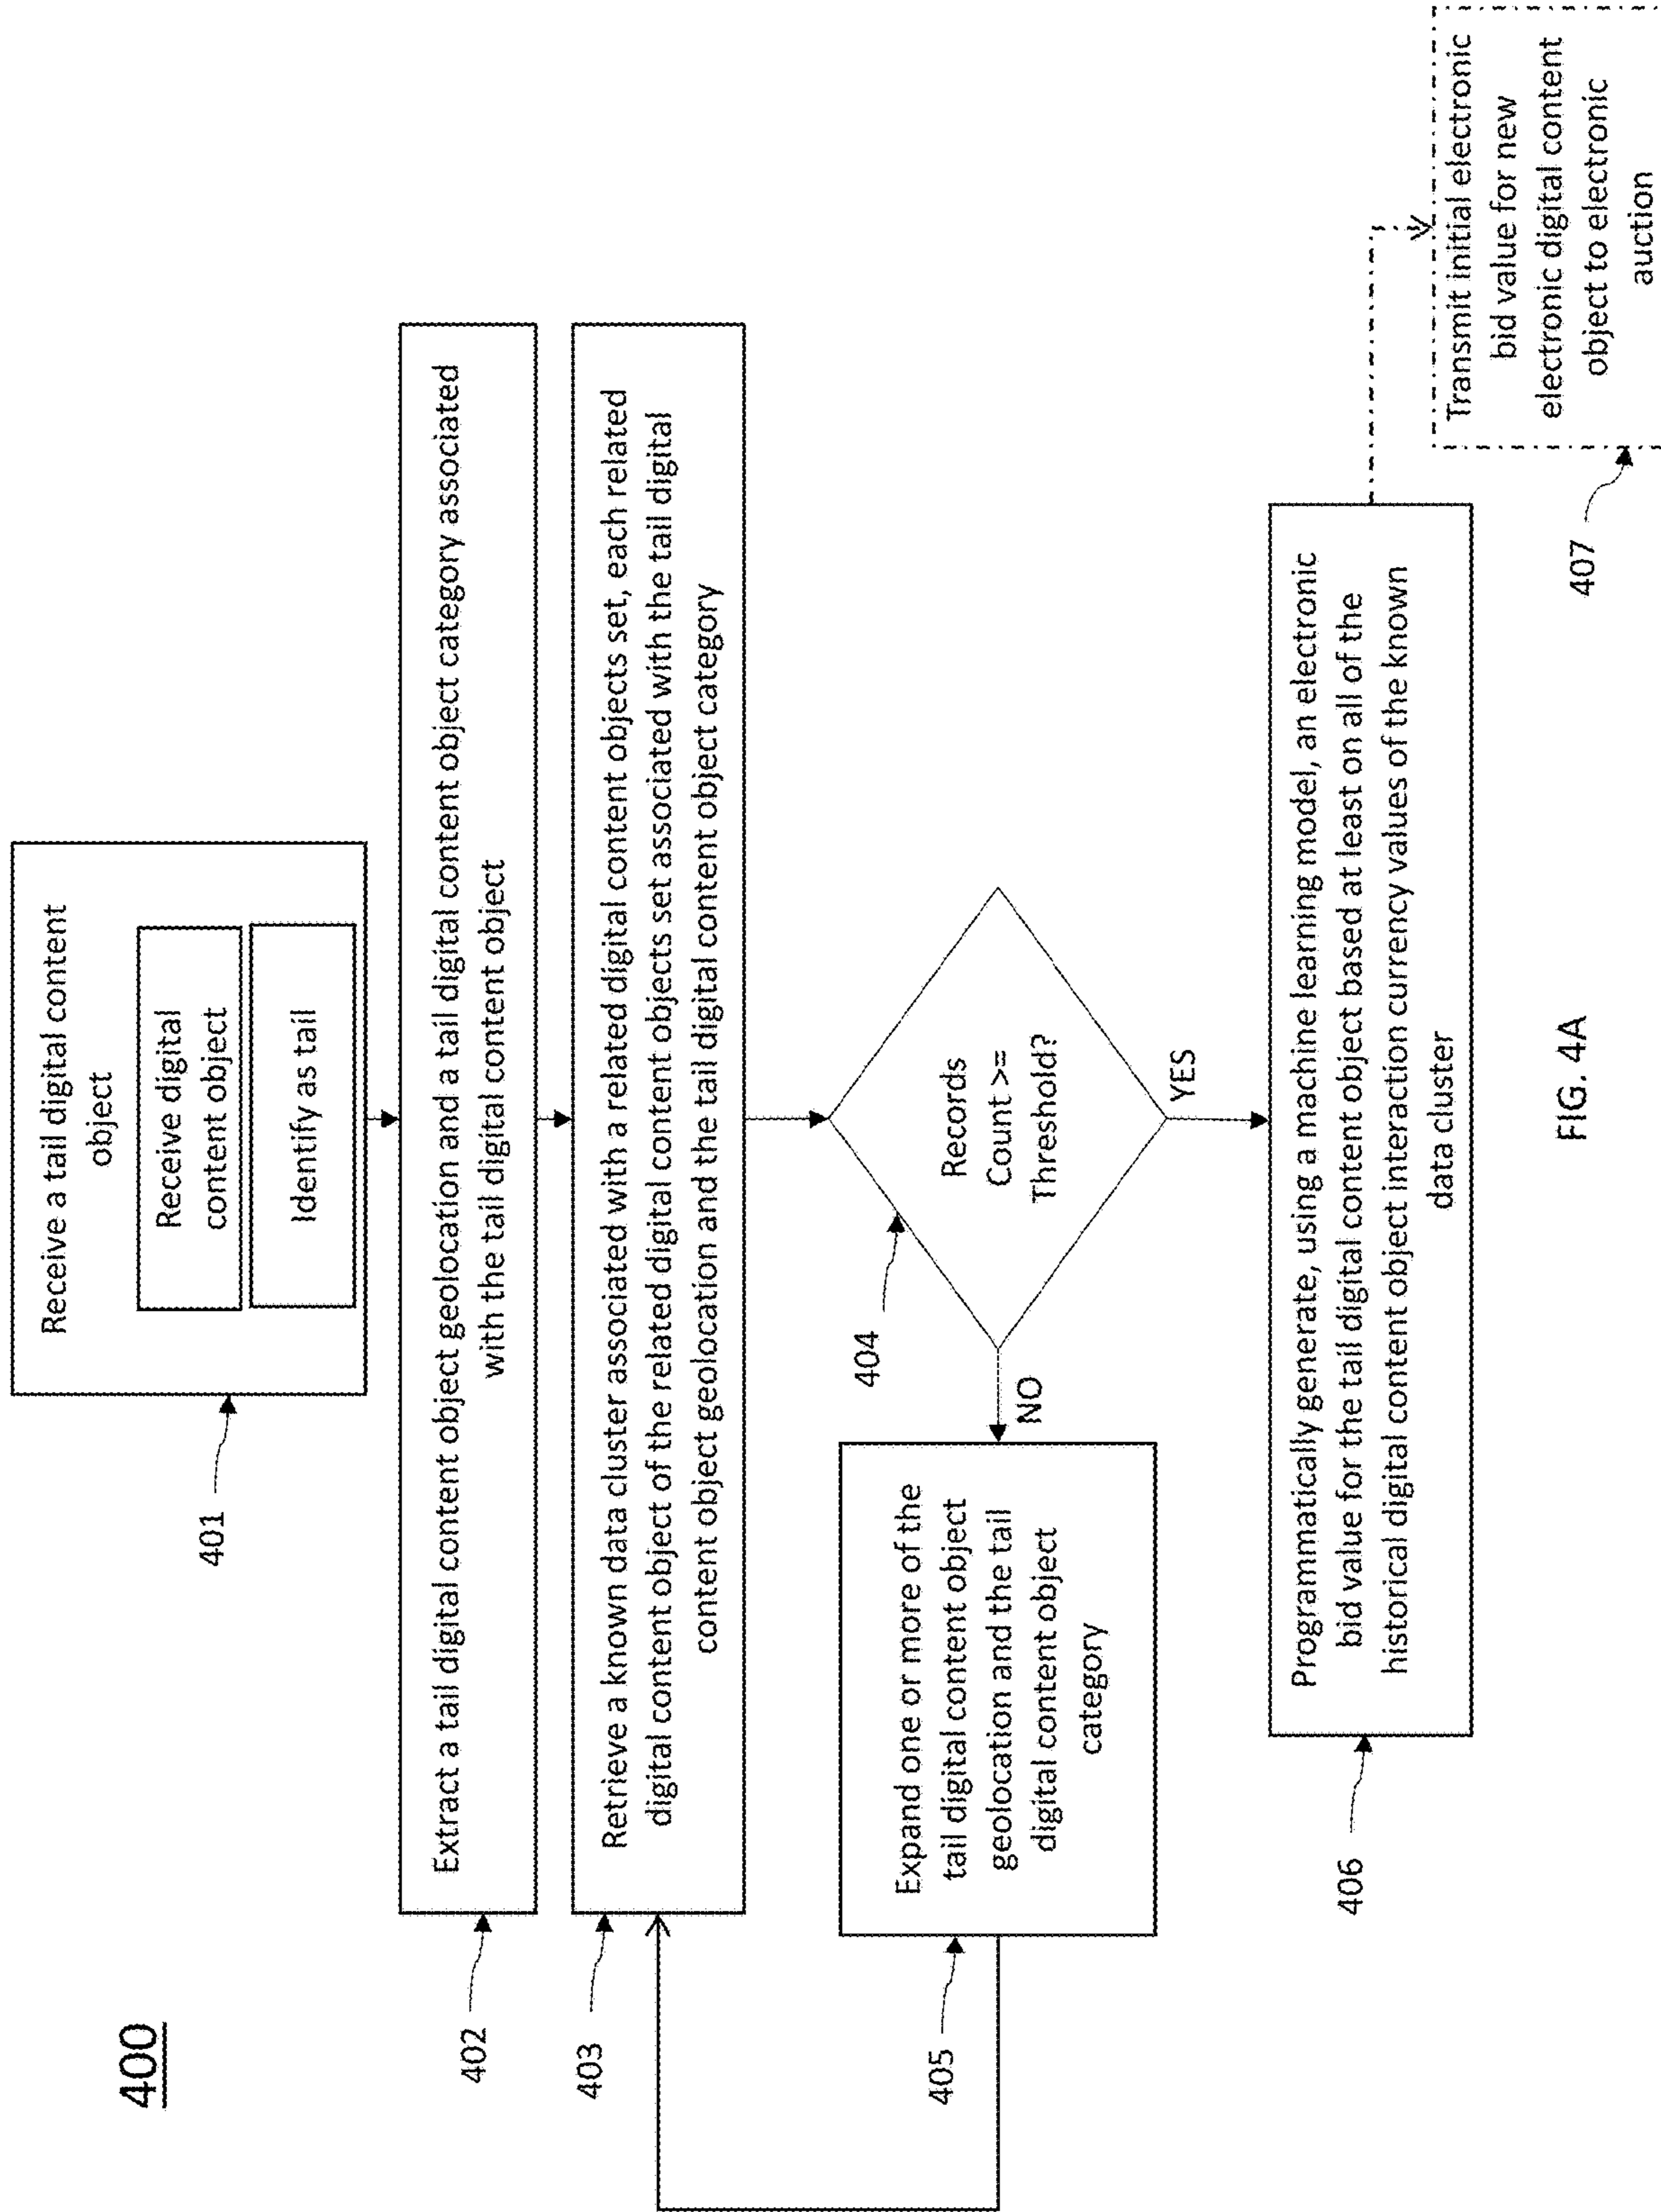 400
Receive a tail digital content
object
Receive digital
content object
Identify as tail
401
Extract a tail digital content object geolocation and a tail digital content object category associated
with the tail digital content object
402
Retrieve a known data cluster associated with a related digital content objects set, each related
digital content object of the related digital content objects set associated with the tail digital
content object geolocation and the tail digital content object category
403
Records
Count >=
Threshold?
404
NO
YES
Expand one or more of the
tail digital content object
geolocation and the tail
digital content object
category
405
Programmatically generate, using a machine learning model, an electronic
bid value for the tail digital content object based at least on all of the
historical digital content object interaction currency values of the known
data cluster
406
Transmit initial electronic
bid value for new
electronic digital content
object to electronic
auction
407
FIG. 4A